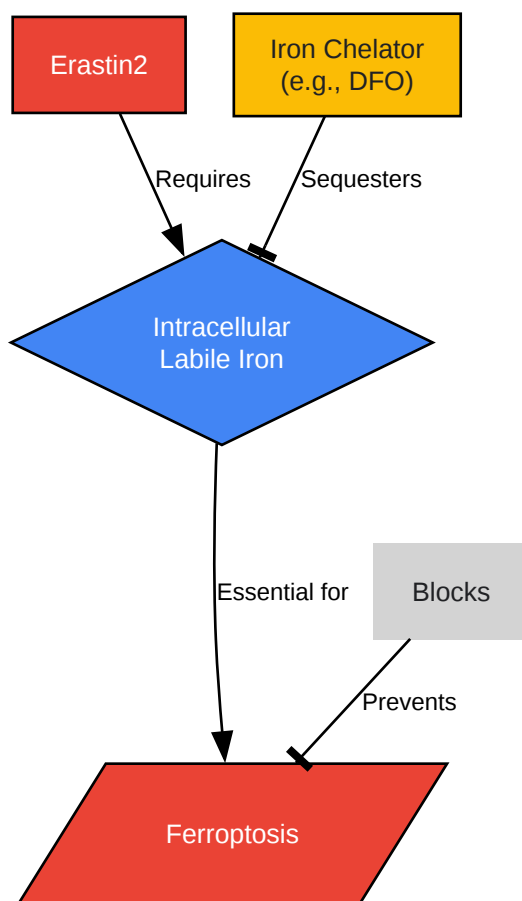 Erastin2
Iron Chelator
(e.g., DFO)
Requires
Sequesters
Intracellular
Labile Iron
Essential for
Blocks
Prevents
Ferroptosis